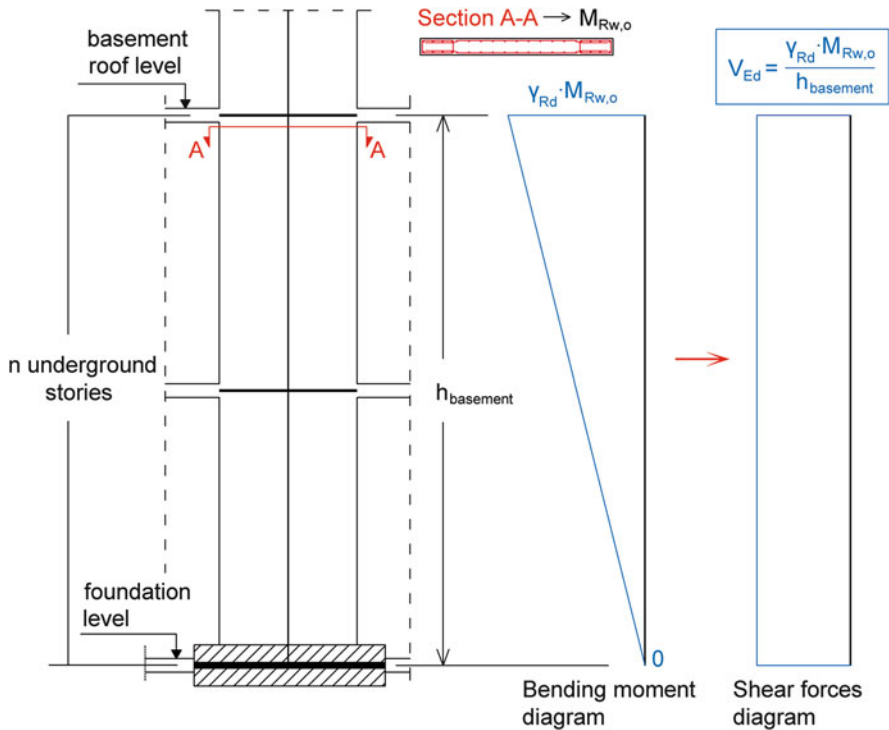 basement
roof level
Section A-A → M_Rw,o
γ_Rd·M_Rw,o
V_Ed = γ_Rd·M_Rw,o / h_basement
A
A
n underground
stories
h_basement
foundation
level
0
Bending moment
diagram
Shear forces
diagram